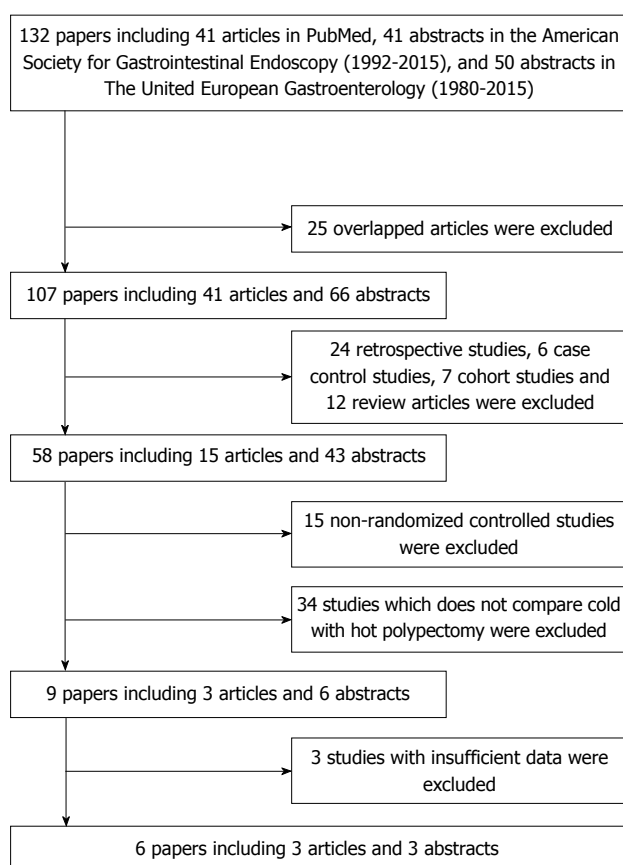 132 papers including 41 articles in PubMed, 41 abstracts in the American
Society for Gastrointestinal Endoscopy (1992-2015), and 50 abstracts in
The United European Gastroenterology (1980-2015)
25 overlapped articles were excluded
107 papers including 41 articles and 66 abstracts
24 retrospective studies, 6 case
control studies, 7 cohort studies and
12 review articles were excluded
58 papers including 15 articles and 43 abstracts
15 non-randomized controlled studies
were excluded
34 studies which does not compare cold
with hot polypectomy were excluded
9 papers including 3 articles and 6 abstracts
3 studies with insufficient data were
excluded
6 papers including 3 articles and 3 abstracts